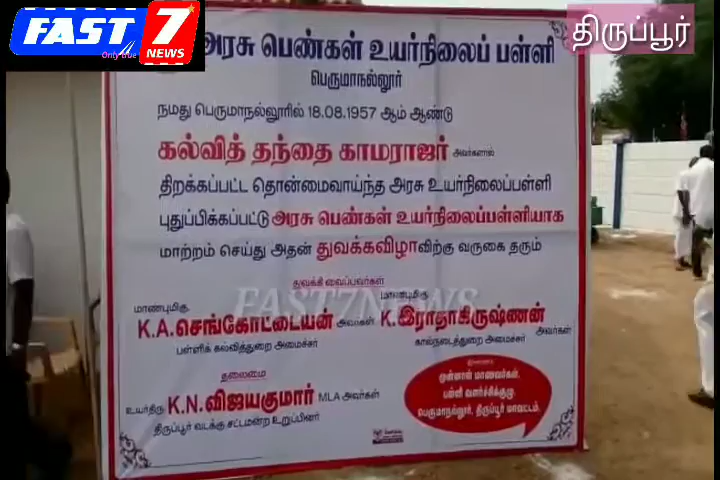 FAST 7
NEWS
Only true
திருப்பூர்
அரசு பெண்கள் உயர்நிலைப் பள்ளி
பெருமாநல்லூர்
நமது பெருமாநல்லூரில் 18.08.1957 ஆம் ஆண்டு
கல்வித் தந்தை காமராஜர் அவர்களால்
திறக்கப்பட்ட தொன்மைவாய்ந்த அரசு உயர்நிலைப்பள்ளி
புதுப்பிக்கப்பட்டு அரசு பெண்கள் உயர்நிலைப்பள்ளியாக
மாற்றம் செய்து அதன் துவக்கவிழாவிற்கு வருகை தரும்
துவக்கி வைப்பவர்கள்
மாண்புமிகு
K.A.செங்கோட்டையன் அவர்கள்
பள்ளிக் கல்வித்துறை அமைச்சர்
மாண்புமிகு
K.இராதாகிருஷ்ணன்
அவர்கள்
கால்நடைத்துறை அமைச்சர்
FAST7NEWS
தலைமை
உயர்திரு K.N.விஜயகுமார் MLA அவர்கள்
திருப்பூர் வடக்கு சட்டமன்ற உறுப்பினர்
முன்னாள் மாணவர்கள்,
பள்ளி வளர்ச்சிக்குழு,
பெருமாநல்லூர், திருப்பூர் மாவட்டம்.